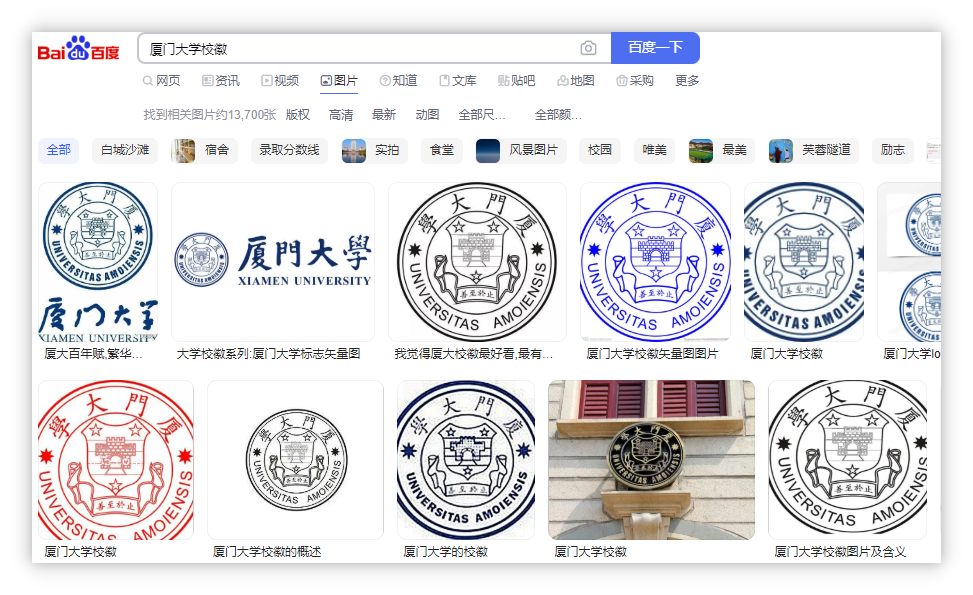 Bai du 百度 厦门大学校徽 百度一下
网页 资讯 视频 图片 知道 文库 贴吧 地图 采购 更多
找到相关图片约13,700张 版权 高清 最新 动图 全部尺... 全部颜...
全部 白城沙滩 宿舍 录取分数线 实拍 食堂 风景图片 校园 唯美 最美 芙蓉隧道 励志
學大門廈
UNIVERSITAS AMOIENSIS
厦门大学
XIAMEN UNIVERSITY
厦門大學
XIAMEN UNIVERSITY
學大門廈
止於至善
UNIVERSITAS AMOIENSIS
學大門廈
止於至善
UNIVERSITAS AMOIENSIS
學大門廈
止於至善
UNIVERSITAS AMOIENSIS
厦大百年赋,繁华... 大学校徽系列:厦门大学标志矢量图 我觉得厦大校徽最好看,最有... 厦门大学校徽矢量图图片 厦门大学校徽 厦门大学lo
學大門廈
止於至善
UNIVERSITAS AMOIENSIS
學大門廈
UNIVERSITAS AMOIENSIS
學大門廈
止於至善
UNIVERSITAS AMOIENSIS
學大門廈
止於至善
UNIVERSITAS AMOIENSIS
厦门大学校徽 厦门大学校徽的概述 厦门大学的校徽 厦门大学校徽 厦门大学校徽图片及含义